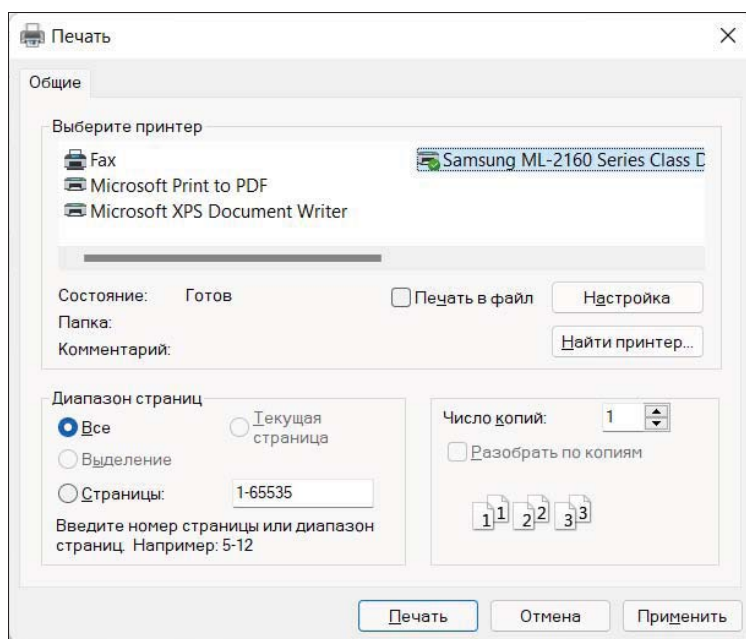 Печать
Общие
Выберите принтер
Fax
Samsung ML-2160 Series Class D
Microsoft Print to PDF
Microsoft XPS Document Writer
Состояние: Готов
Папка:
Комментарий:
Печать в файл
Настройка
Найти принтер...
Диапазон страниц
Все
Текущая
страница
Выделение
Страницы: 1-65535
Введите номер страницы или диапазон
страниц. Например: 5-12
Число копий: 1
Разобрать по копиям
1 1 2 2 3 3
Печать
Отмена
Применить